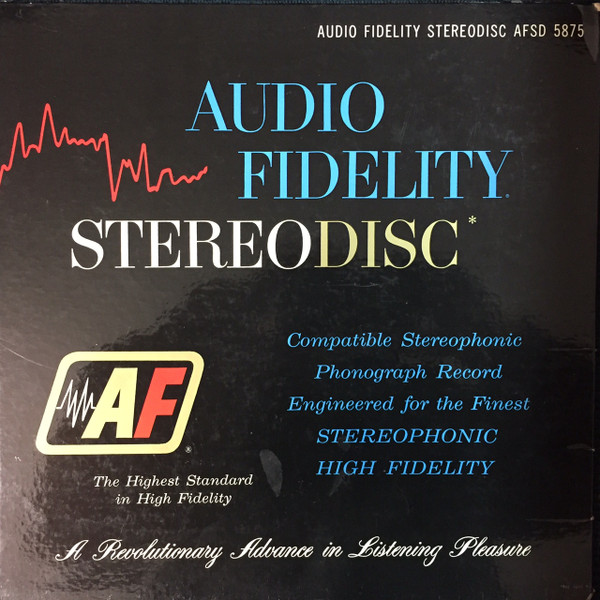 AUDIO FIDELITY STEREODISC AFSD 5875
AUDIO
FIDELITY®
STEREODISC*
Compatible Stereophonic
Phonograph Record
Engineered for the Finest
STEREOPHONIC
HIGH FIDELITY
AF®
The Highest Standard
in High Fidelity
A Revolutionary Advance in Listening Pleasure